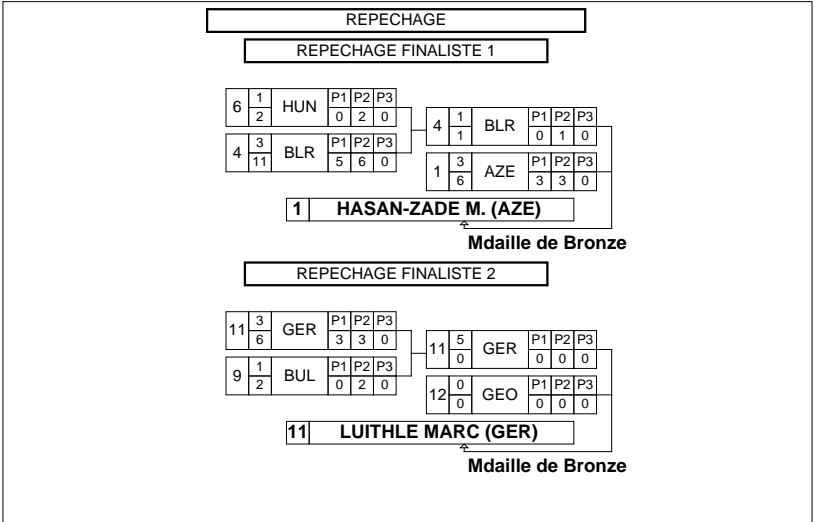 REPECHAGE
REPECHAGE FINALISTE 1
6 1 HUN P1 P2 P3
2 0 2 0
4 1 BLR P1 P2 P3
1 0 1 0
4 3 BLR P1 P2 P3
11 5 6 0
1 3 AZE P1 P2 P3
6 3 3 0
1 HASAN-ZADE M. (AZE)
Mdaille de Bronze
REPECHAGE FINALISTE 2
11 3 GER P1 P2 P3
6 3 3 0
11 5 GER P1 P2 P3
0 0 0 0
9 1 BUL P1 P2 P3
2 0 2 0
12 0 GEO P1 P2 P3
0 0 0 0
11 LUITHLE MARC (GER)
Mdaille de Bronze